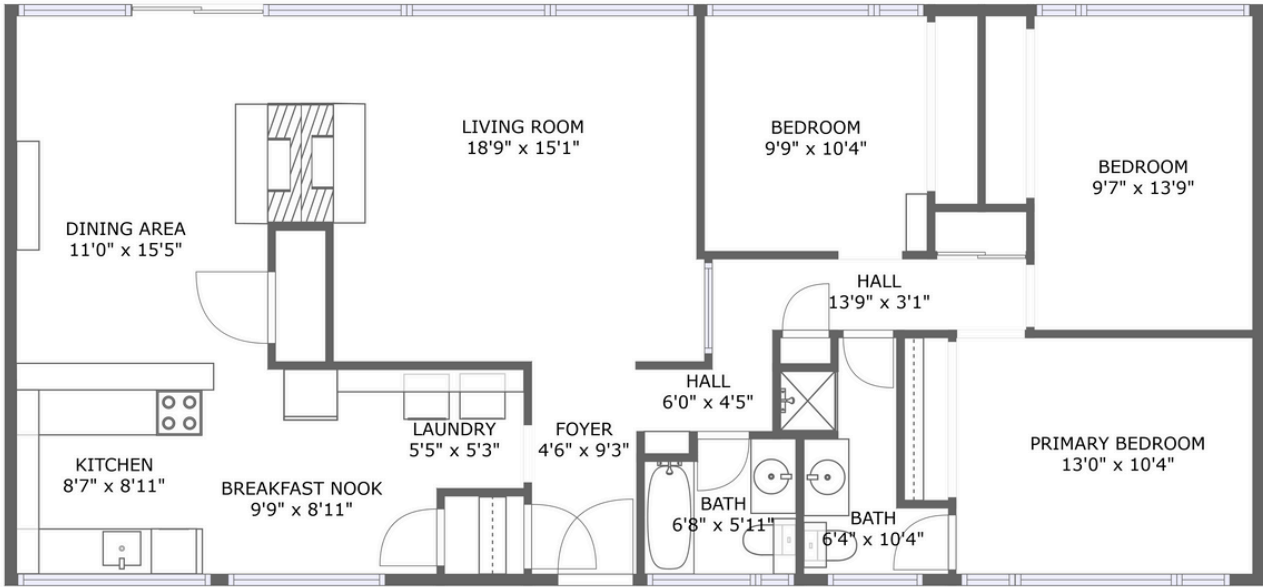 LIVING ROOM
18'9" x 15'1"
BEDROOM
9'9" x 10'4"
BEDROOM
9'7" x 13'9"
DINING AREA
11'0" x 15'5"
HALL
13'9" x 3'1"
HALL
6'0" x 4'5"
LAUNDRY
5'5" x 5'3"
FOYER
4'6" x 9'3"
PRIMARY BEDROOM
13'0" x 10'4"
KITCHEN
8'7" x 8'11"
BREAKFAST NOOK
9'9" x 8'11"
BATH
6'8" x 5'11"
BATH
6'4" x 10'4"